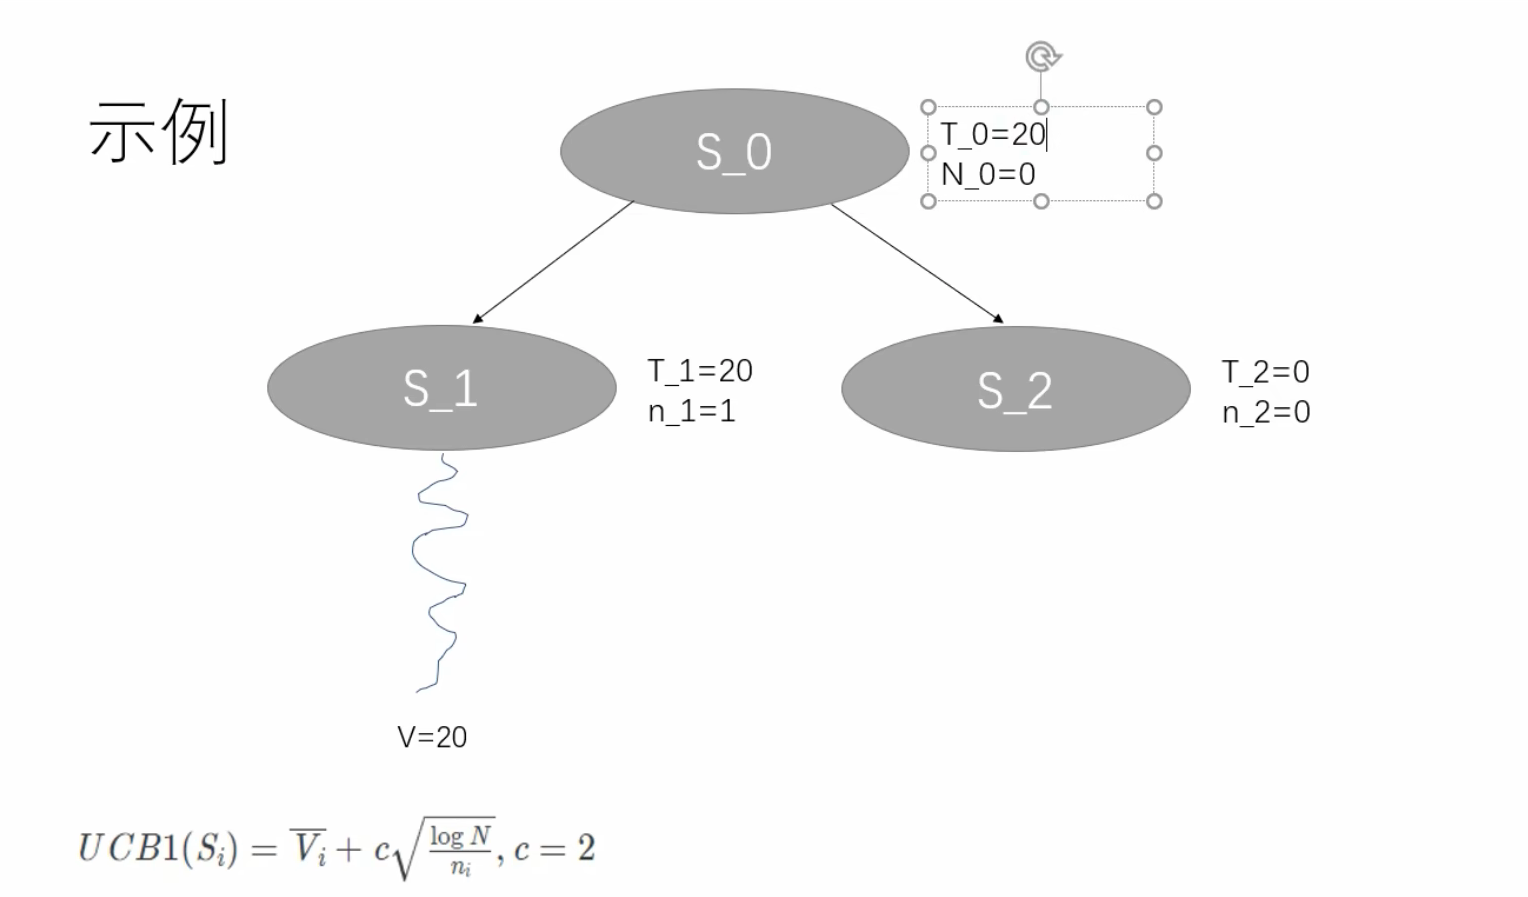 示例
S_0
T_0=20
N_0=0
S_1
T_1=20
n_1=1
S_2
T_2=0
n_2=0
V=20
UCB1(S_i) = \overline{V_i} + c\sqrt{\frac{\log N}{n_i}}, c = 2